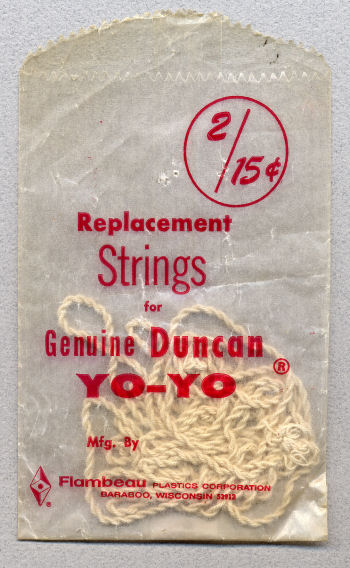 2/15¢
Replacement
Strings
for
Genuine Duncan
YO-YO ®
Mfg. By
Flambeau PLASTICS CORPORATION
BARABOO, WISCONSIN 53913
®